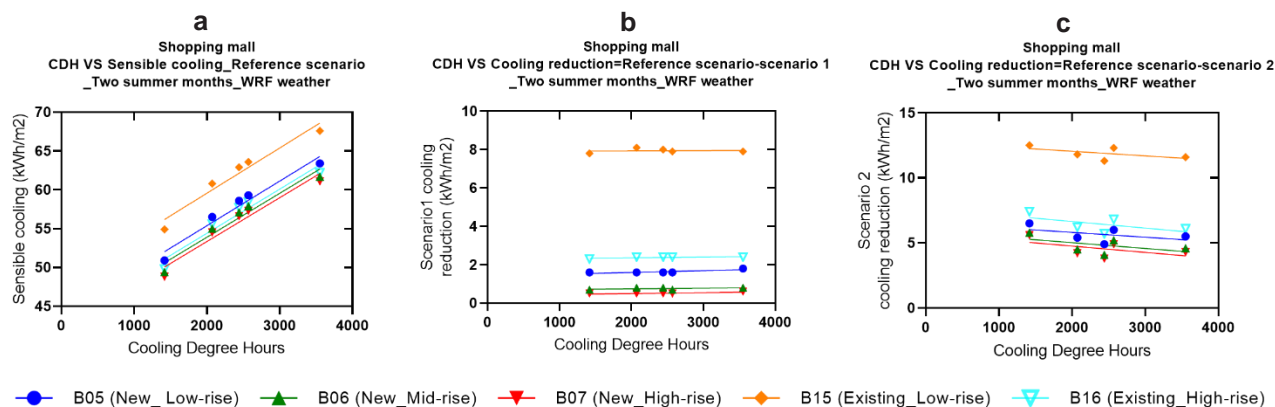 a
Shopping mall
CDH VS Sensible cooling_Reference scenario
_Two summer months_WRF weather
70
65
60
55
50
45
0
1000
2000
3000
4000
Sensible cooling (kWh/m2)
Cooling Degree Hours
b
Shopping mall
CDH VS Cooling reduction=Reference scenario-scenario 1
_Two summer months_WRF weather
10
8
6
4
2
0
0
1000
2000
3000
4000
Scenario1 cooling
reduction (kWh/m2)
Cooling Degree Hours
c
Shopping mall
CDH VS Cooling reduction=Reference scenario-scenario 2
_Two summer months_WRF weather
15
10
5
0
0
1000
2000
3000
4000
Scenario 2
cooling reduction (kWh/m2)
Cooling Degree Hours
B05 (New_ Low-rise)
B06 (New_Mid-rise)
B07 (New_High-rise)
B15 (Existing_Low-rise)
B16 (Existing_High-rise)